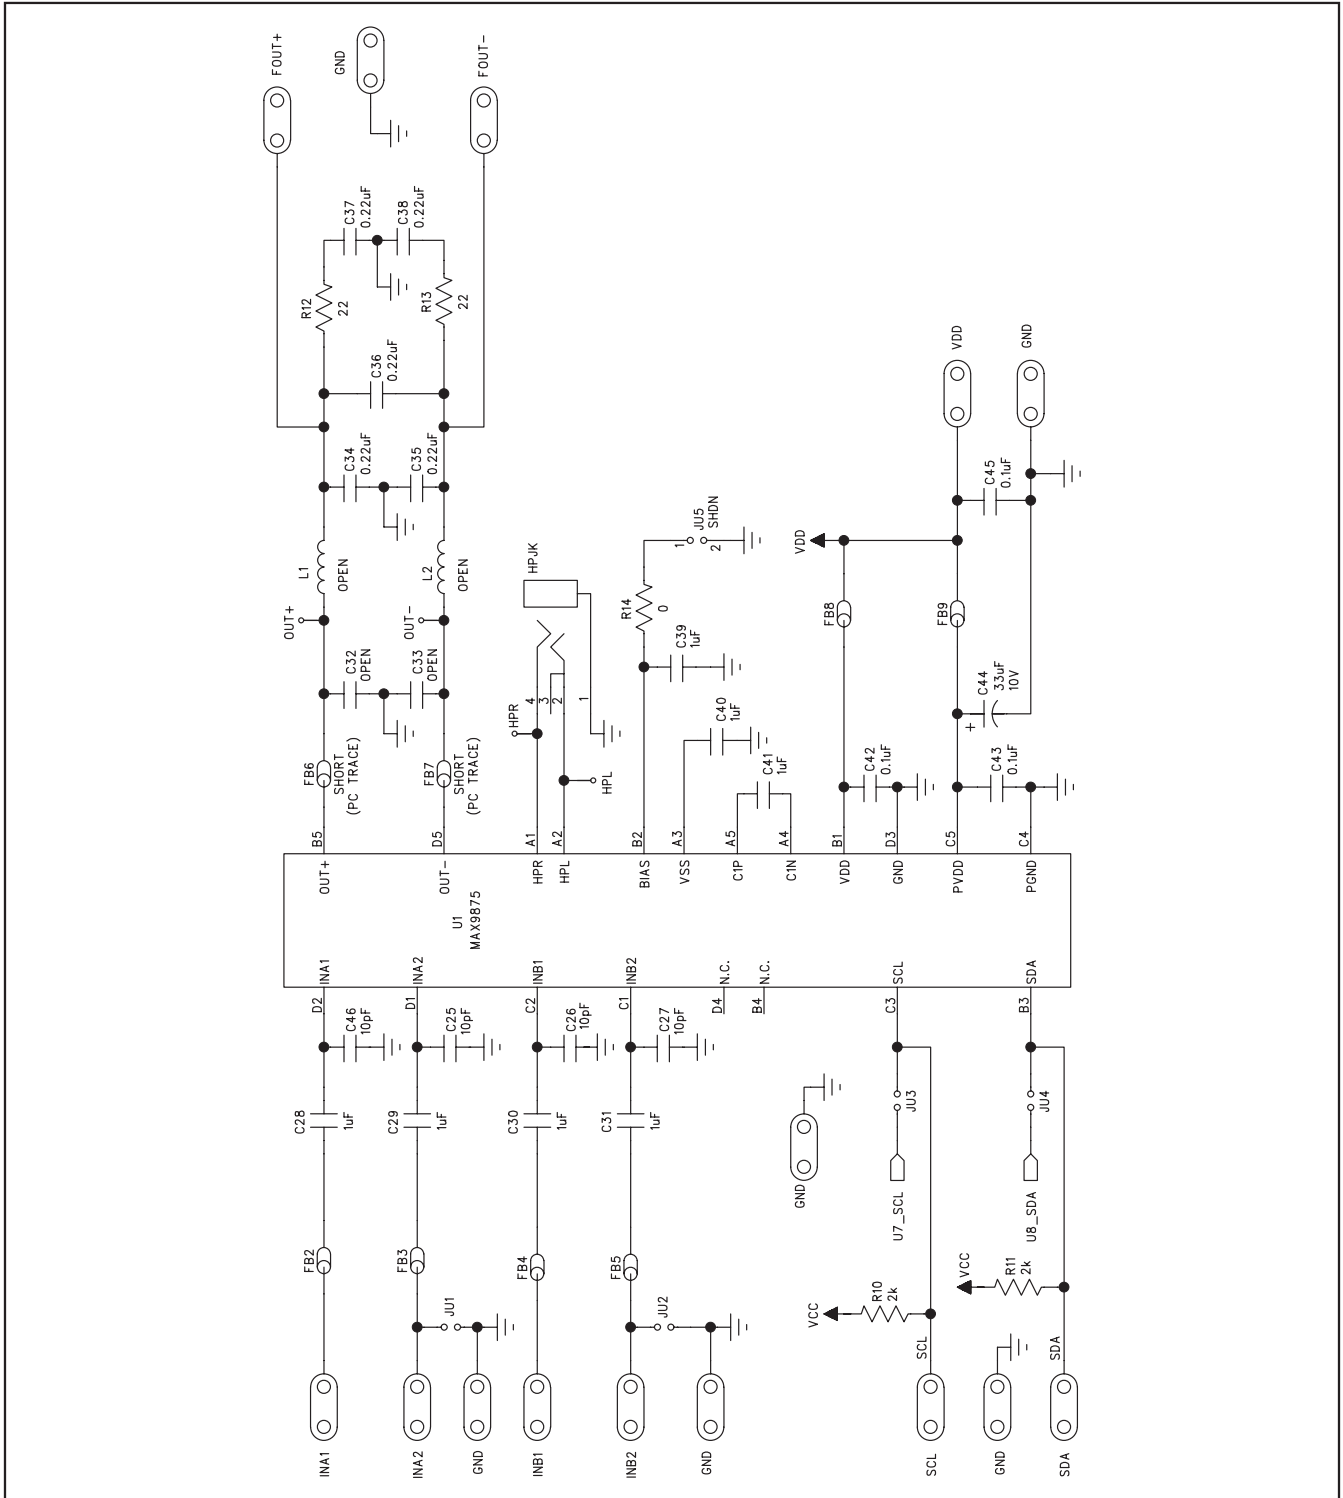 FOUT+
GND
FOUT-
C37
0.22uF
C38
0.22uF
R12
22
R13
22
C36
0.22uF
C34
0.22uF
C35
0.22uF
L1
OPEN
L2
OPEN
OUT+
OUT-
C32
OPEN
C33
OPEN
FB6
SHORT
(PC TRACE)
FB7
SHORT
(PC TRACE)
HPJK
HPR
4
3
2
1
HPL
R14
0
1
2
JU5
SHDN
C39
1uF
C40
1uF
C41
1uF
VDD
GND
C45
0.1uF
VDD
FB8
FB9
C44
33uF
10V
+
C42
0.1uF
C43
0.1uF
B5
D5
A1
A2
B2
A3
A5
A4
B1
D3
C5
C4
OUT+
OUT-
HPR
HPL
BIAS
VSS
C1P
C1N
VDD
GND
PVDD
PGND
U1
MAX9875
INA1
INA2
INB1
INB2
N.C.
N.C.
SCL
SDA
D2
D1
C2
C1
D4
B4
C3
B3
C46
10pF
C25
10pF
C26
10pF
C27
10pF
C28
1uF
C29
1uF
C30
1uF
C31
1uF
JU3
JU4
GND
U7_SCL
U8_SDA
FB2
FB3
FB4
FB5
JU1
JU2
VCC
R10
2k
VCC
R11
2k
SCL
SDA
INA1
INA2
GND
INB1
INB2
GND
SCL
GND
SDA